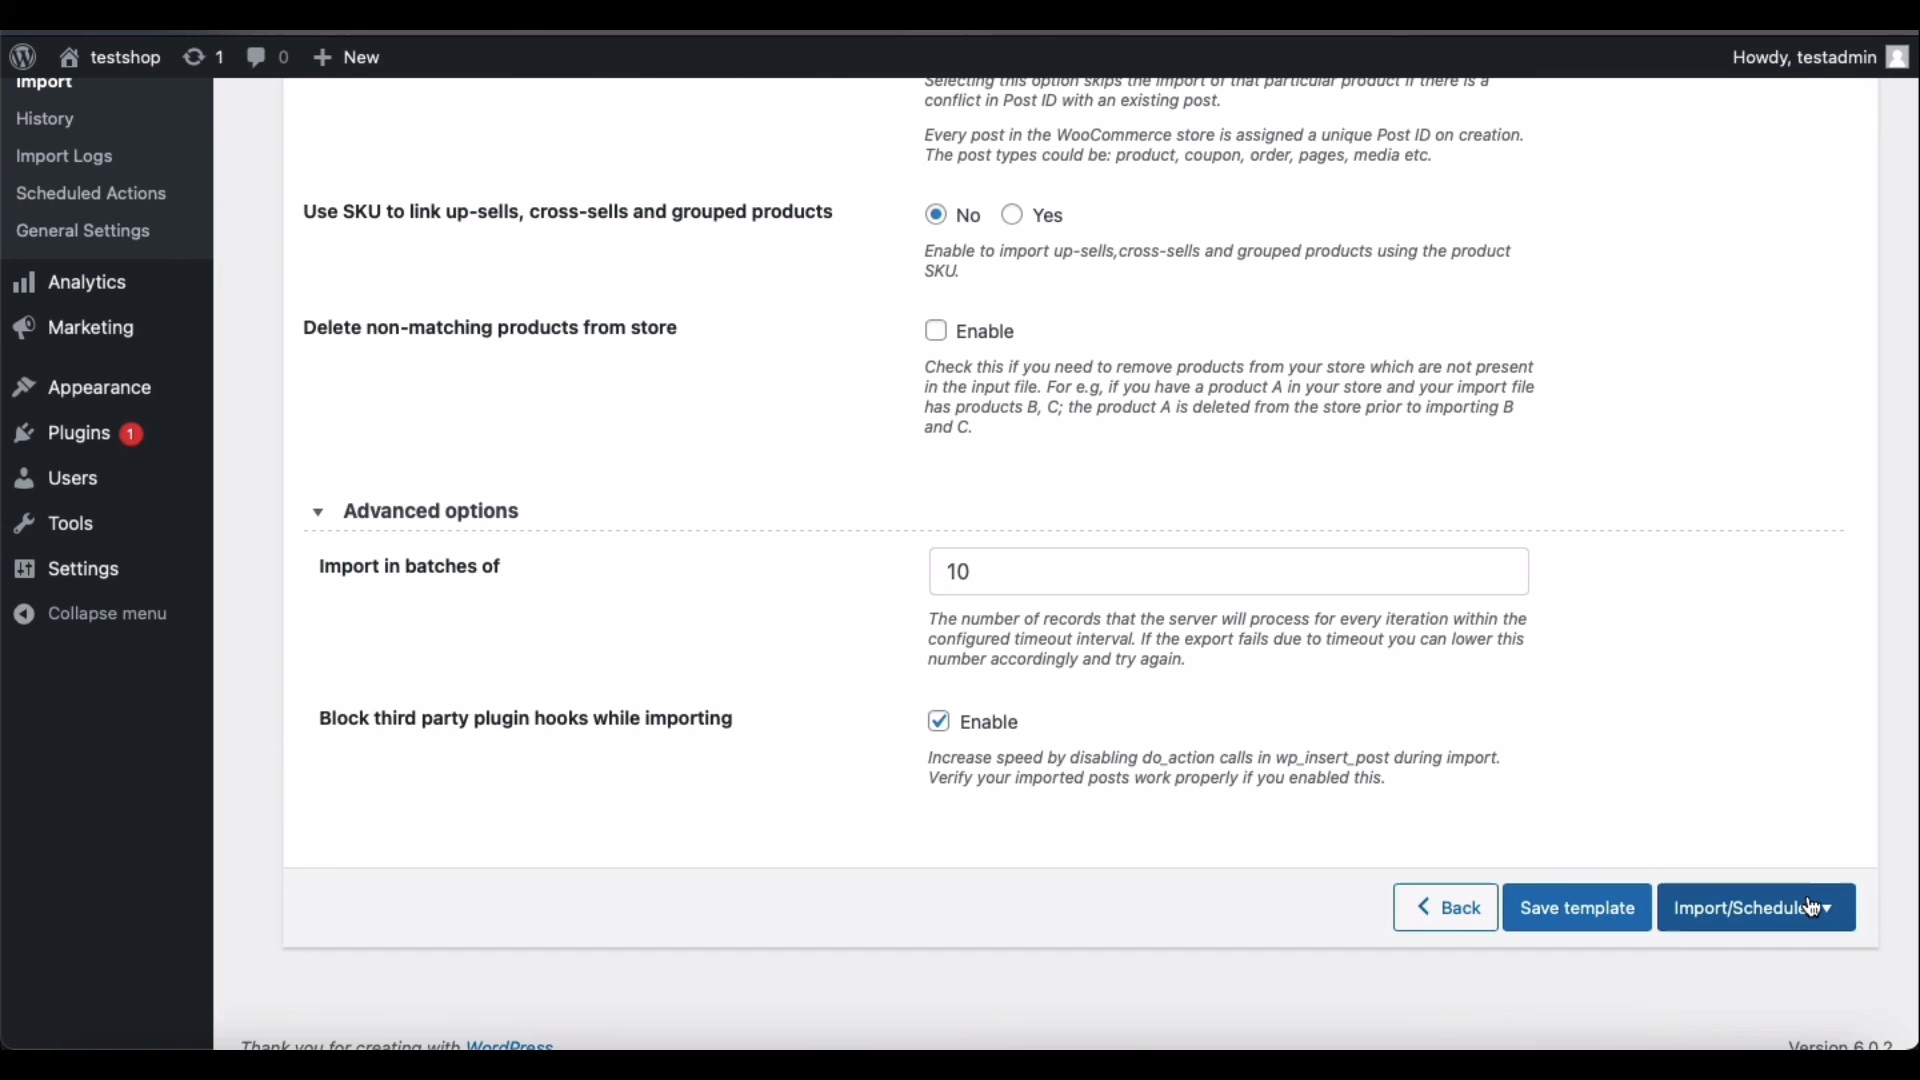 testshop
1
0
New
Howdy, testadmin
Import
History
Import Logs
Scheduled Actions
General Settings
Analytics
Marketing
Appearance
Plugins 1
Users
Tools
Settings
Collapse menu
Selecting this option skips the import of that particular product if there is a
conflict in Post ID with an existing post.
Every post in the WooCommerce store is assigned a unique Post ID on creation.
The post types could be: product, coupon, order, pages, media etc.
Use SKU to link up-sells, cross-sells and grouped products
No Yes
Enable to import up-sells,cross-sells and grouped products using the product
SKU.
Delete non-matching products from store
Enable
Check this if you need to remove products from your store which are not present
in the input file. For e.g, if you have a product A in your store and your import file
has products B, C; the product A is deleted from the store prior to importing B
and C.
Advanced options
Import in batches of
10
The number of records that the server will process for every iteration within the
configured timeout interval. If the export fails due to timeout you can lower this
number accordingly and try again.
Block third party plugin hooks while importing
Enable
Increase speed by disabling do_action calls in wp_insert_post during import.
Verify your imported posts work properly if you enabled this.
Back
Save template
Import/Schedule
Thank you for creating with WordPress
Version 6.0.2